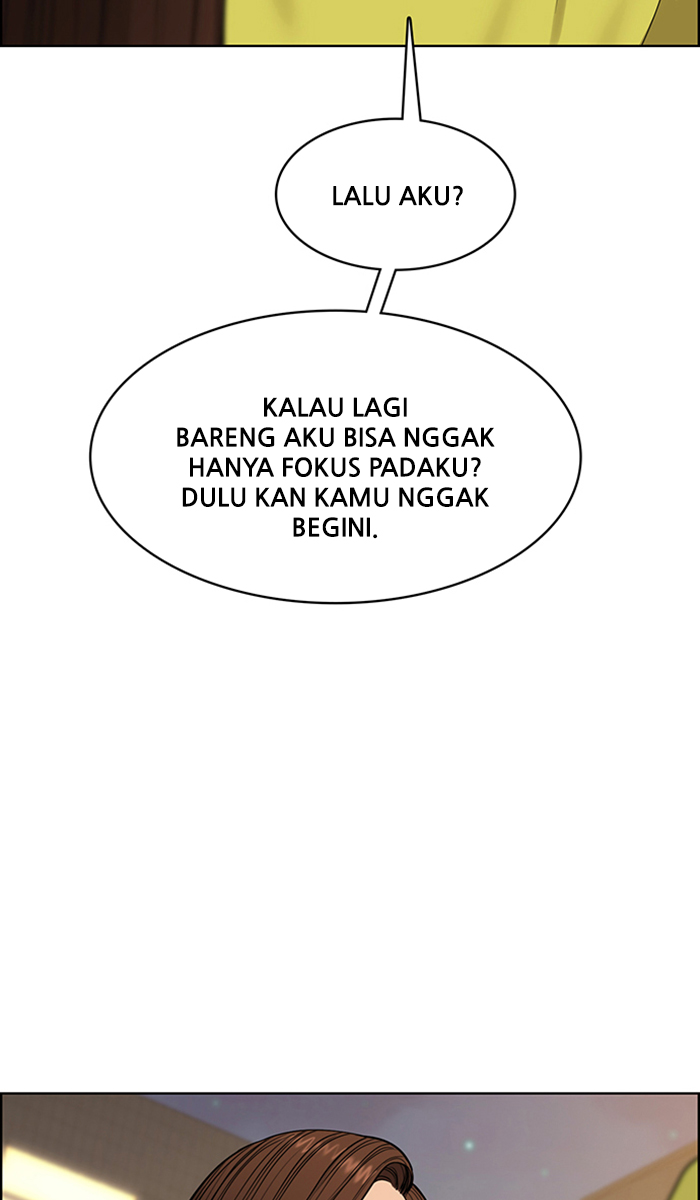 LALU AKU?
KALAU LAGI
BARENG AKU BISA NGGAK
HANYA FOKUS PADAKU?
DULU KAN KAMU NGGAK
BEGINI.